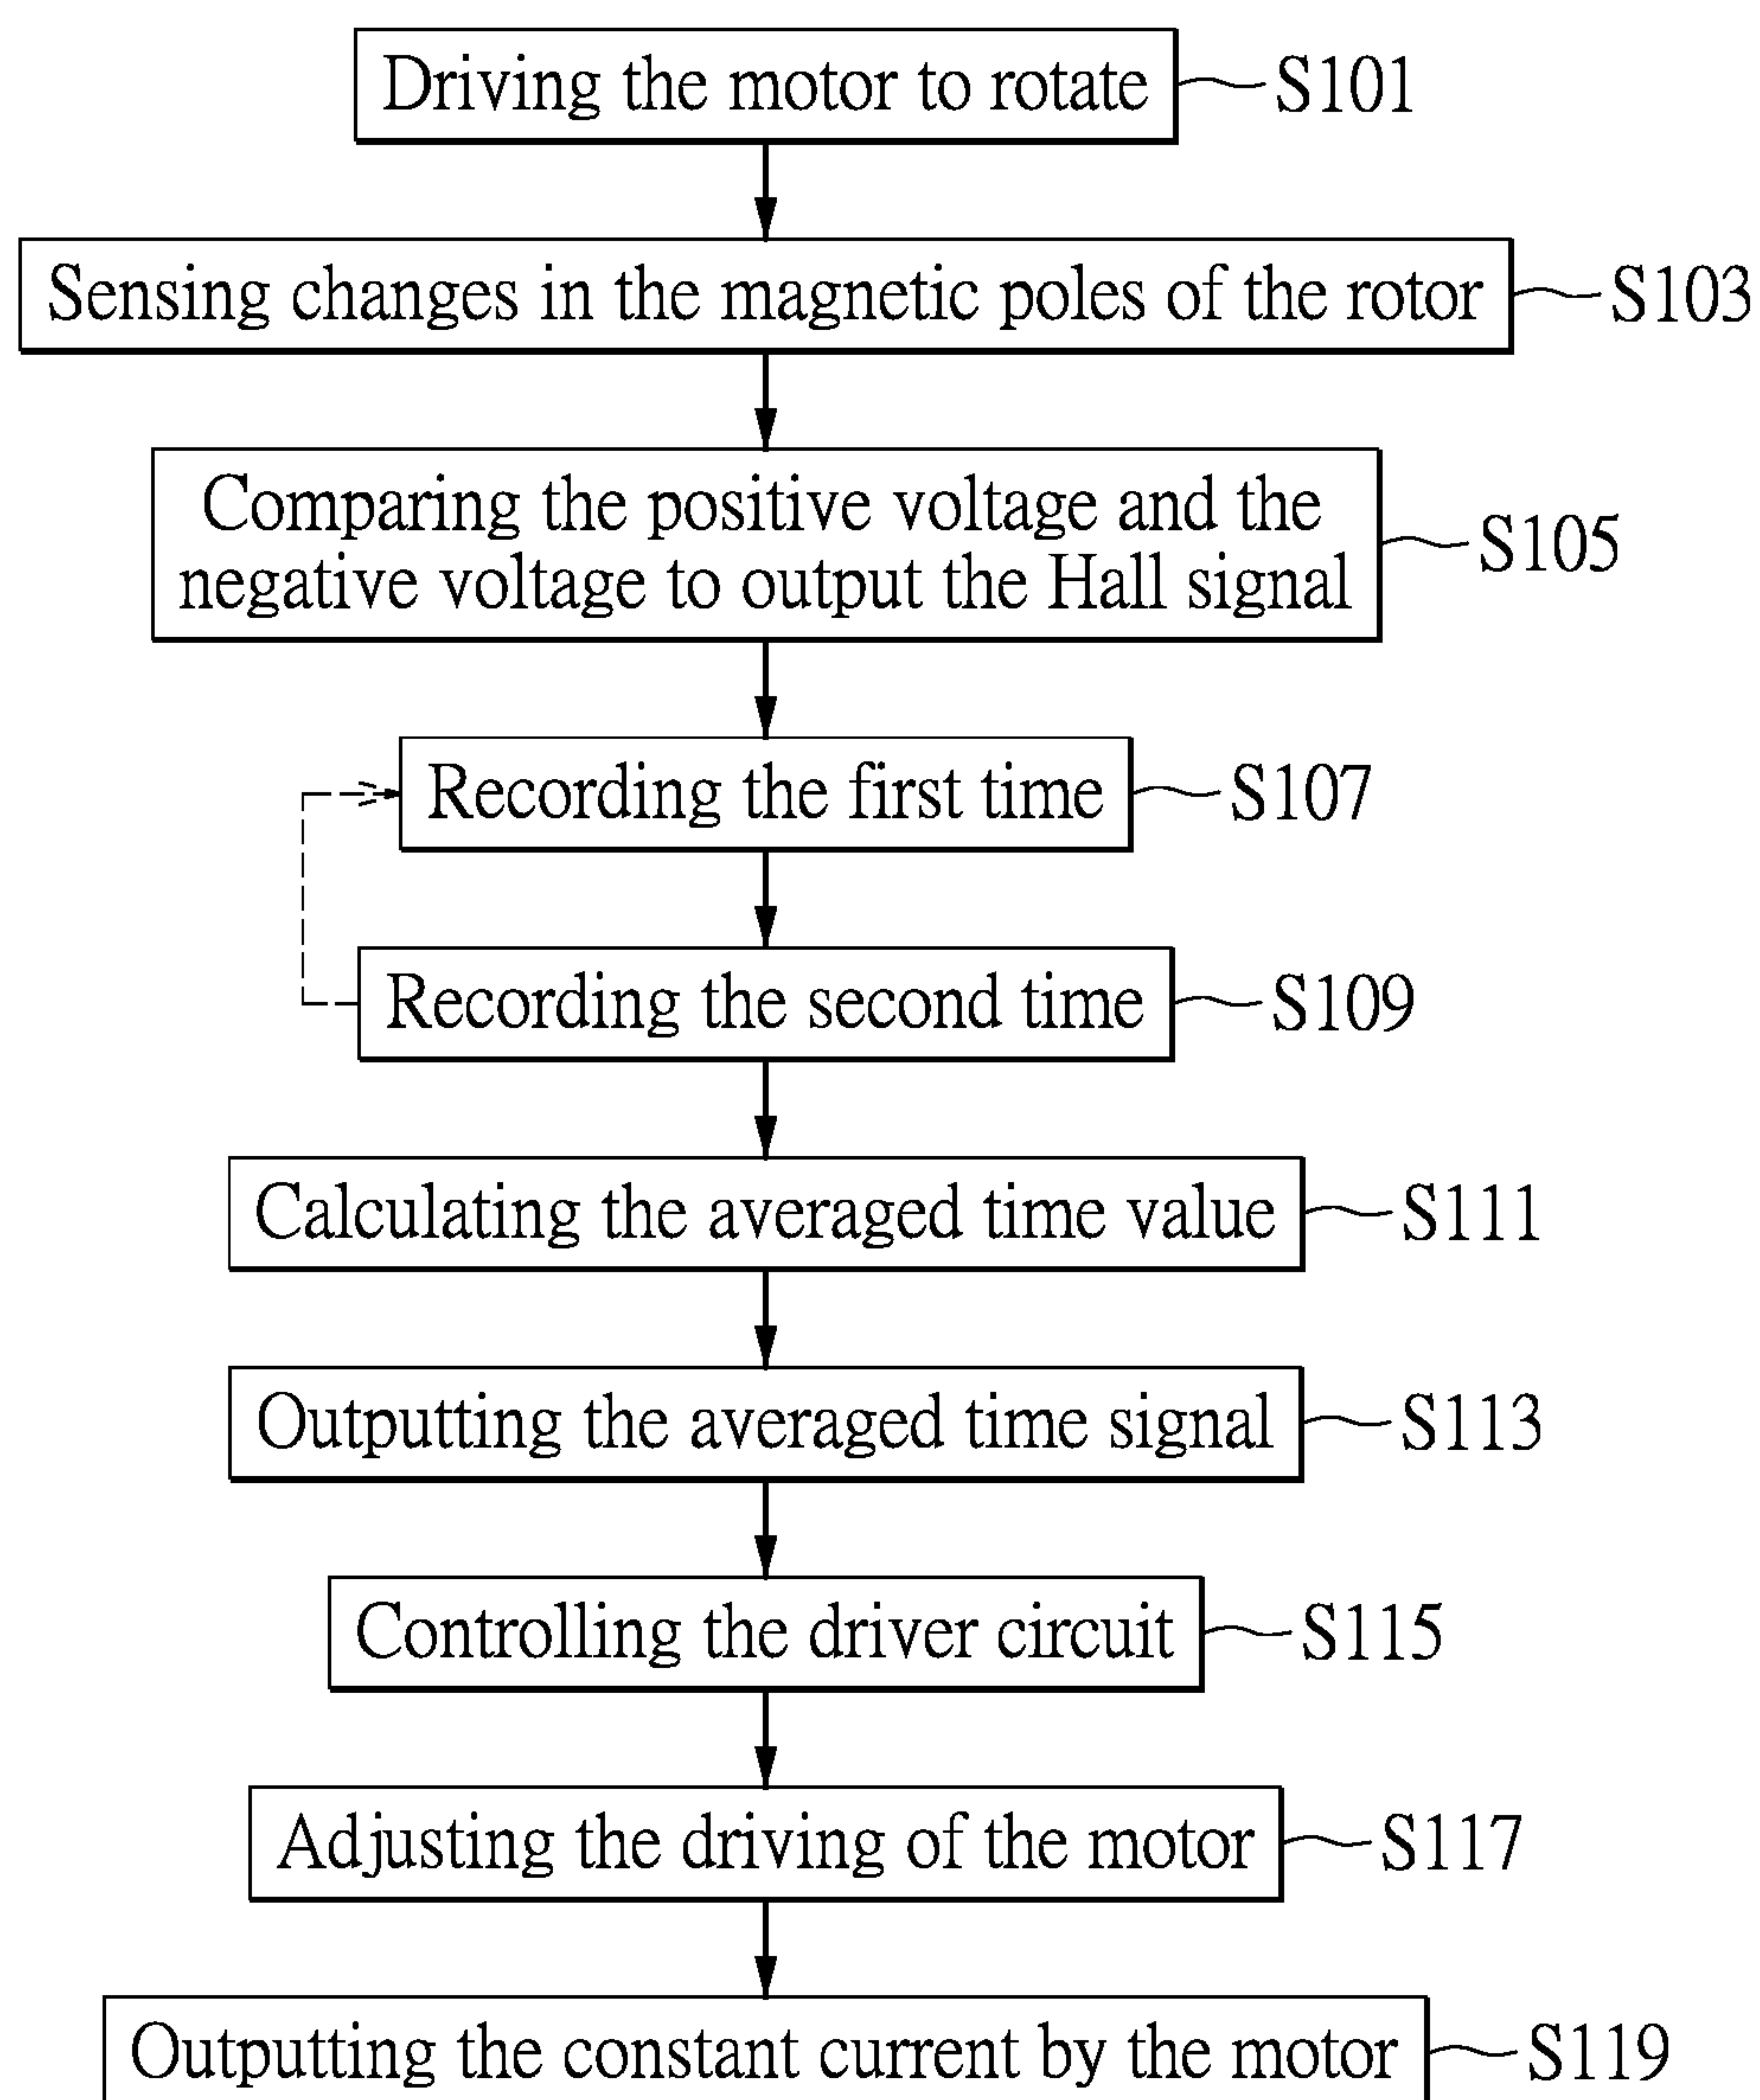 Driving the motor to rotate S101
Sensing changes in the magnetic poles of the rotor S103
Comparing the positive voltage and the
negative voltage to output the Hall signal
S105
Recording the first time S107
Recording the second time S109
Calculating the averaged time value S111
Outputting the averaged time signal S113
Controlling the driver circuit S115
Adjusting the driving of the motor S117
Outputting the constant current by the motor S119